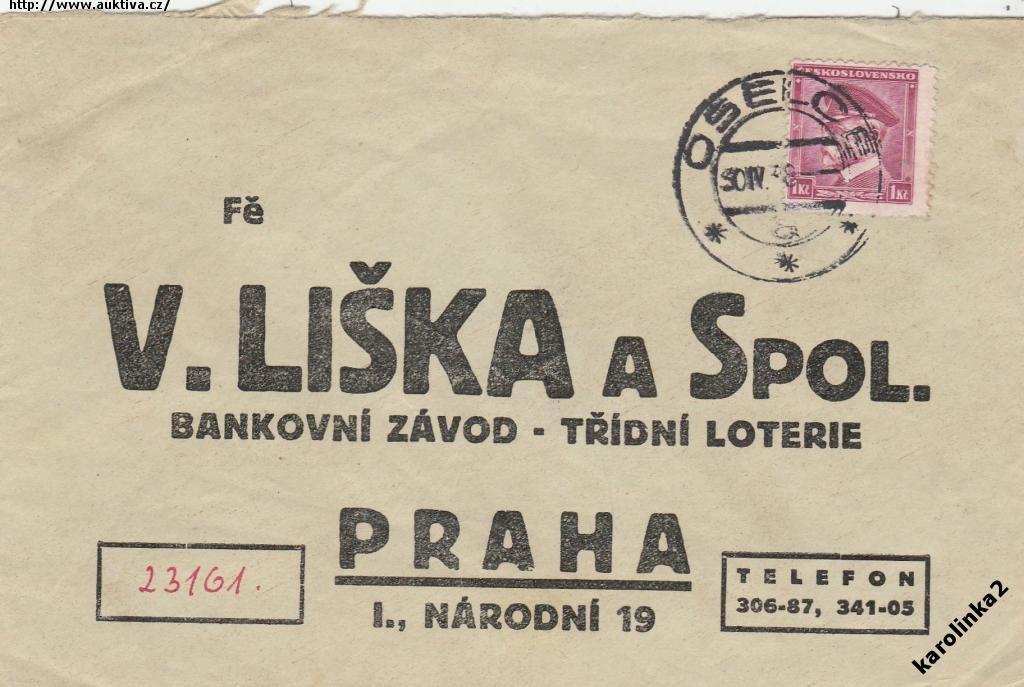 http://www.auktiva.cz/
ČESKOSLOVENSKO
1Kč 1Kč
OSELC
Fě
V. LIŠKA A SPOL.
BANKOVNÍ ZÁVOD - TŘÍDNÍ LOTERIE
PRAHA
I., NÁRODNÍ 19
23161.
TELEFON
306-87, 341-05
karolinka2